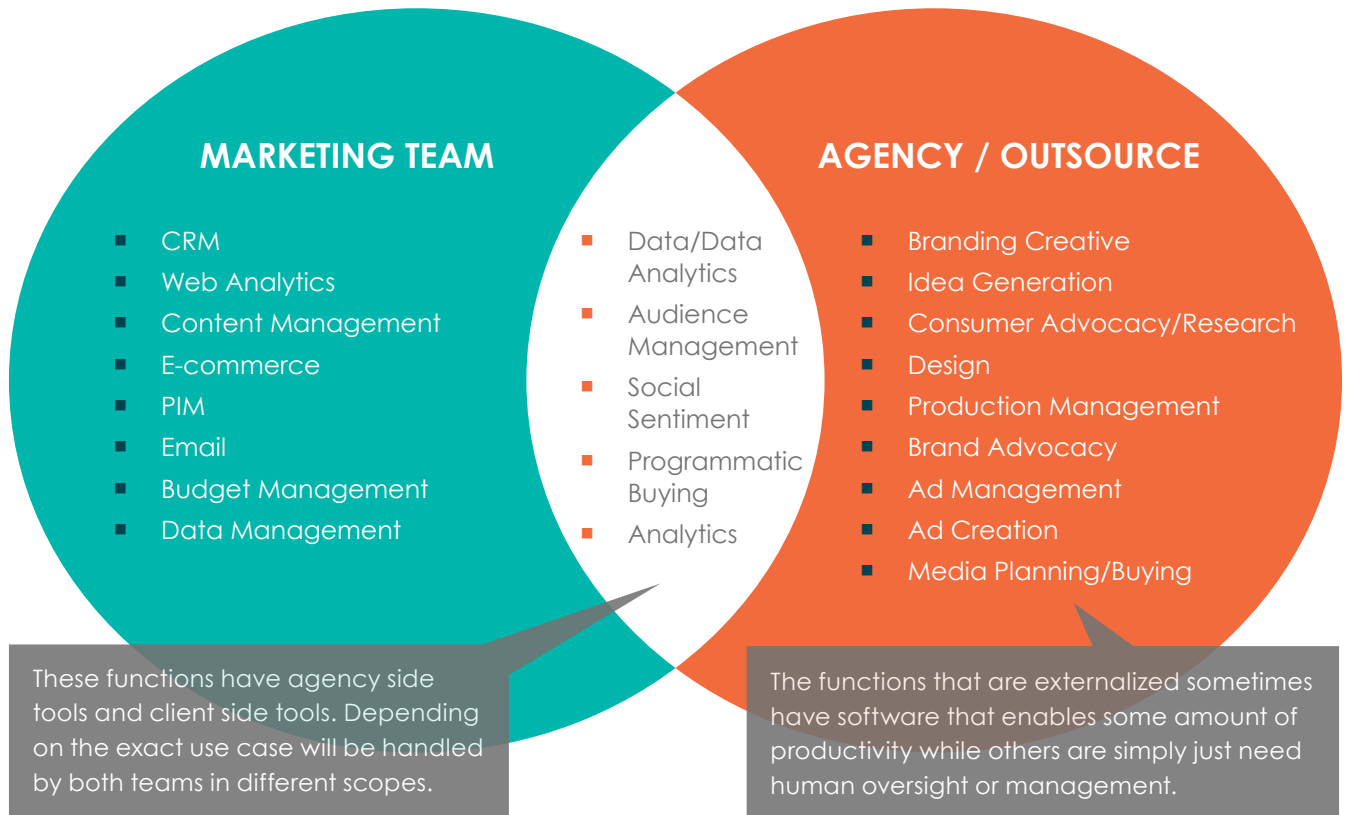 MARKETING TEAM
CRM
Web Analytics
Content Management
E-commerce
PIM
Email
Budget Management
Data Management
Data/Data
Analytics
Audience
Management
Social
Sentiment
Programmatic
Buying
Analytics
AGENCY / OUTSOURCE
Branding Creative
Idea Generation
Consumer Advocacy/Research
Design
Production Management
Brand Advocacy
Ad Management
Ad Creation
Media Planning/Buying
These functions have agency side
tools and client side tools. Depending
on the exact use case will be handled
by both teams in different scopes.
The functions that are externalized sometimes
have software that enables some amount of
productivity while others are simply just need
human oversight or management.